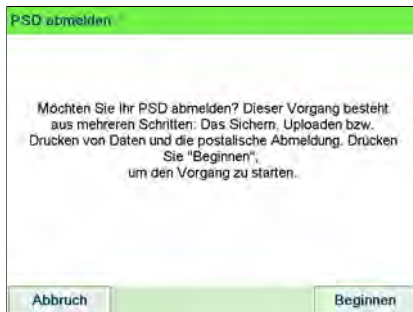 PSD abmelden
Möchten Sie Ihr PSD abmelden? Dieser Vorgang besteht
aus mehreren Schritten: Das Sichern, Uploaden bzw.
Drucken von Daten und die postalische Abmeldung. Drücken
Sie "Beginnen",
um den Vorgang zu starten.
Abbruch
Beginnen